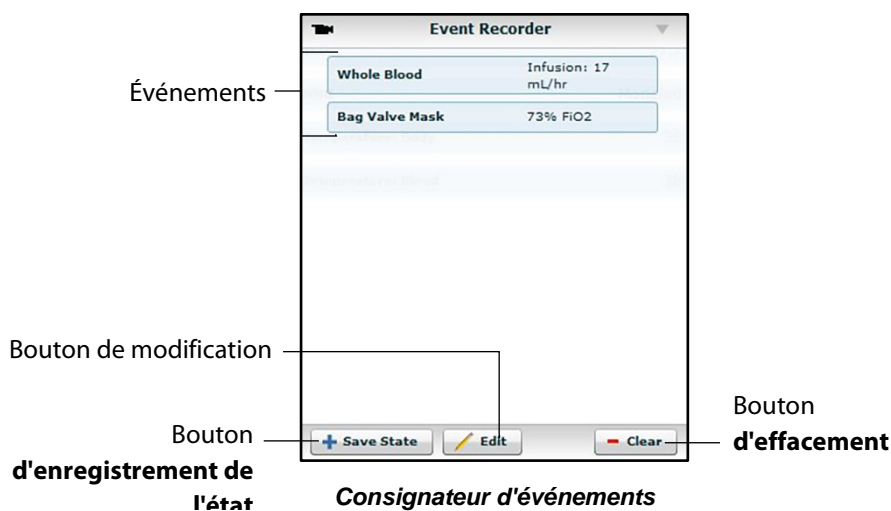 Event Recorder
Whole Blood
Infusion: 17
mL/hr
Événements
Bag Valve Mask
73% FiO2
Bouton de modification
Bouton
d'effacement
Save State
Edit
Clear
Bouton
d'enregistrement de
l'état
Consignateur d'événements